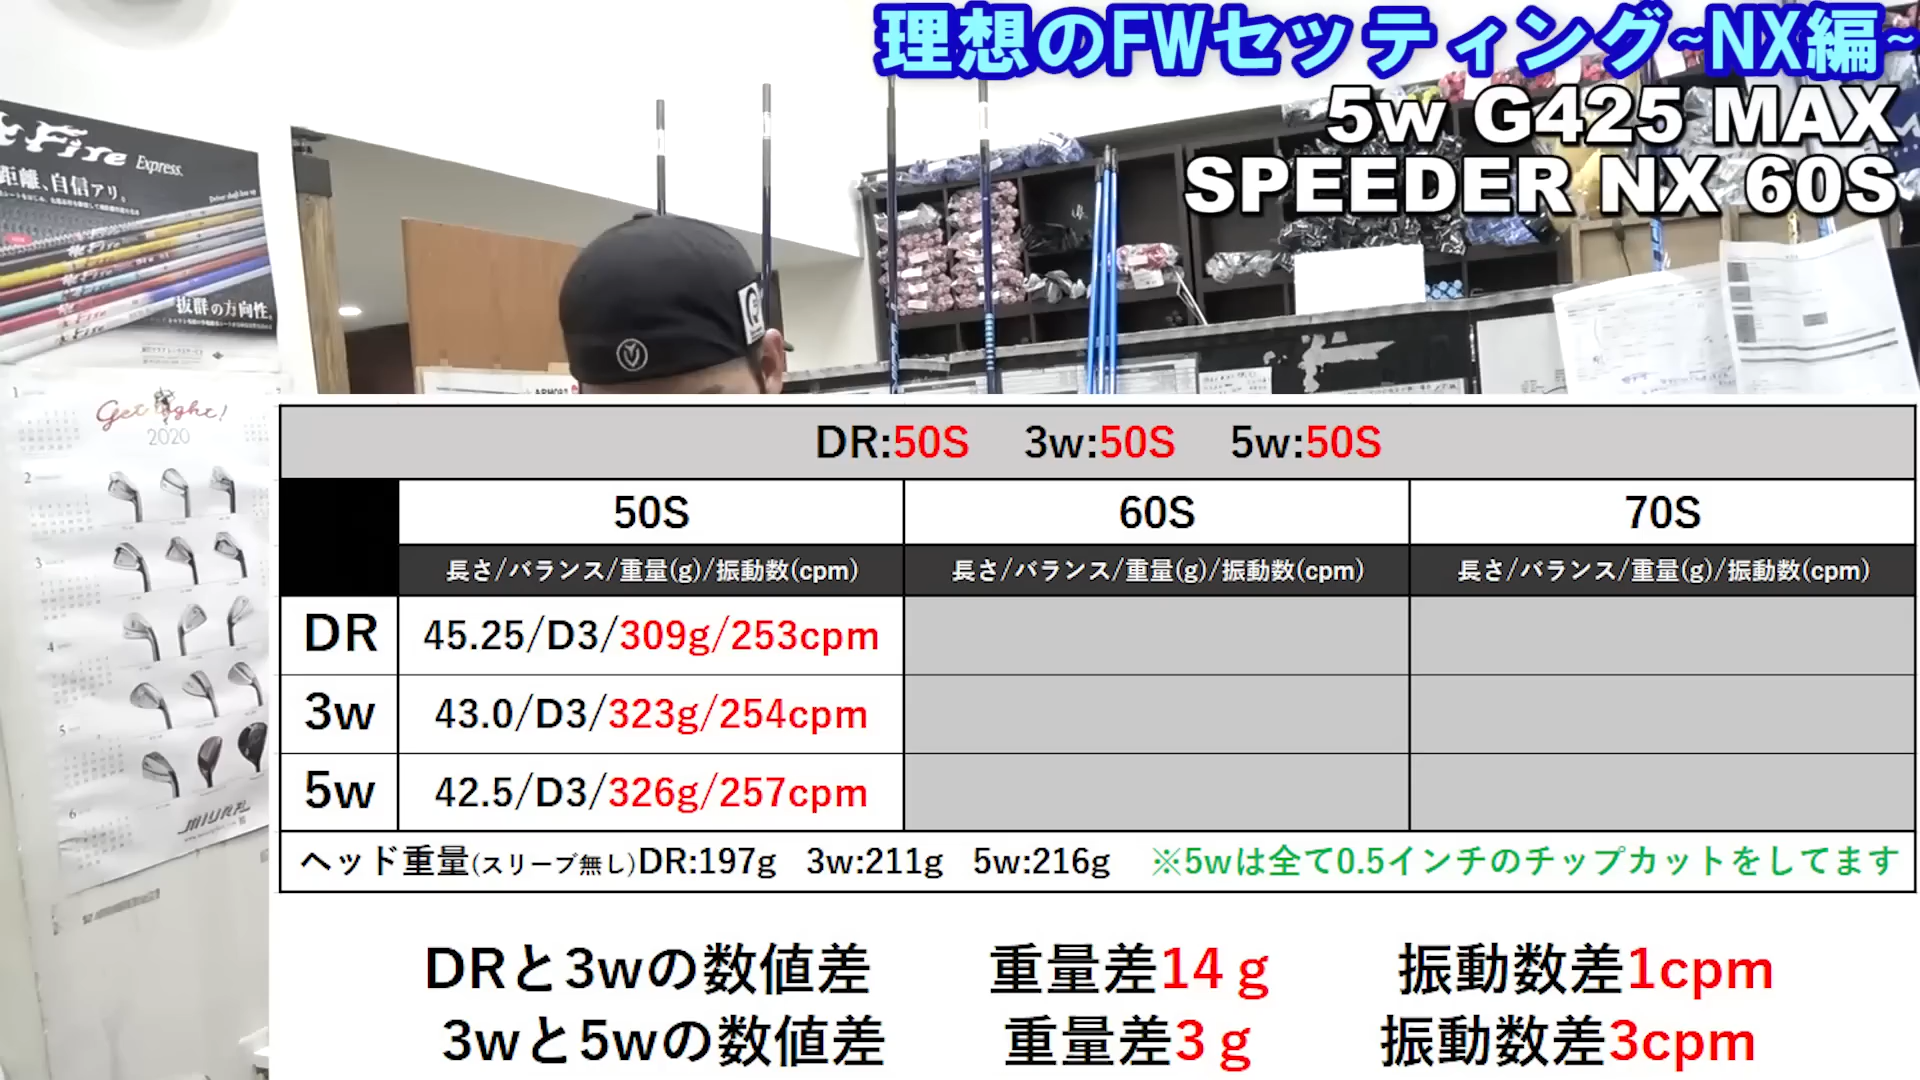 理想のFWセッティング~NX編~
5w G425 MAX
SPEEDER NX 60S
Fire Express.
距離、自信アリ。
抜群の方向性。
Get
2020
1
2
3
4
5
6
MIURA
DR:50S 3w:50S 5w:50S
50S 60S 70S
長さ/バランス/重量(g)/振動数(cpm) 長さ/バランス/重量(g)/振動数(cpm) 長さ/バランス/重量(g)/振動数(cpm)
DR 45.25/D3/309g/253cpm
3w 43.0/D3/323g/254cpm
5w 42.5/D3/326g/257cpm
ヘッド重量(スリーブ無し)DR:197g 3w:211g 5w:216g ※5wは全て0.5インチのチップカットをしてます
DRと3wの数値差 重量差14g 振動数差1cpm
3wと5wの数値差 重量差3g 振動数差3cpm